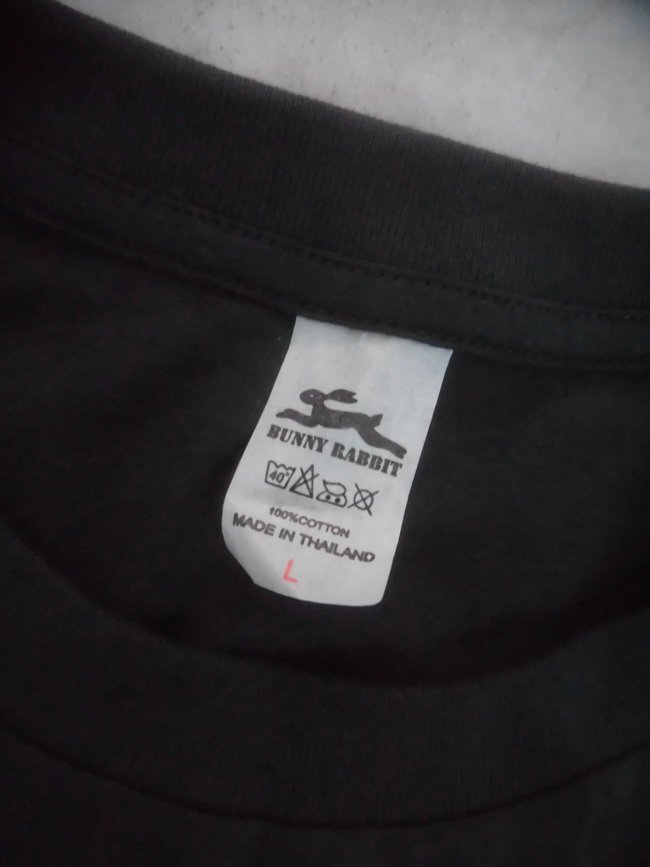 BUNNY RABBIT
40°
100%COTTON
MADE IN THAILAND
L